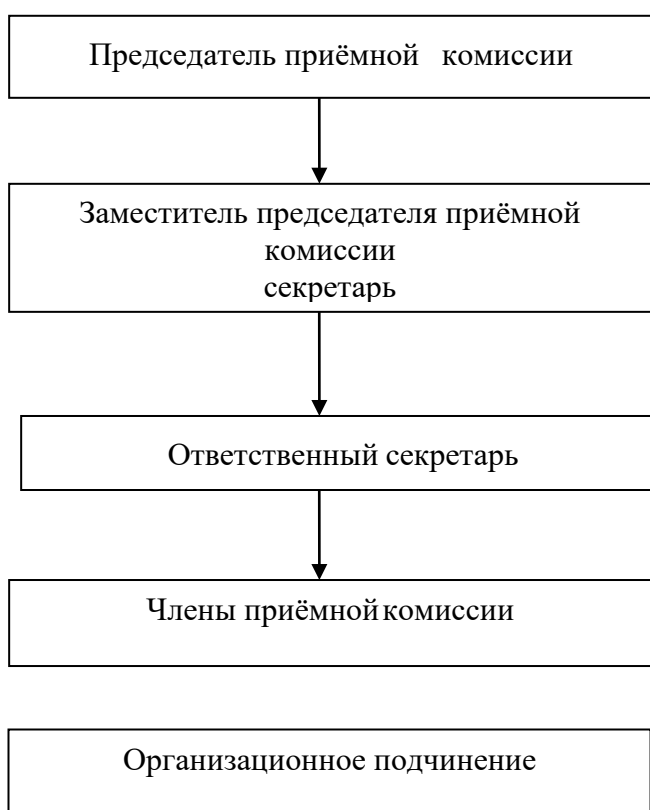 Председатель приёмной комиссии
Заместитель председателя приёмной
комиссии
секретарь
Ответственный секретарь
Члены приёмной комиссии
Организационное подчинение